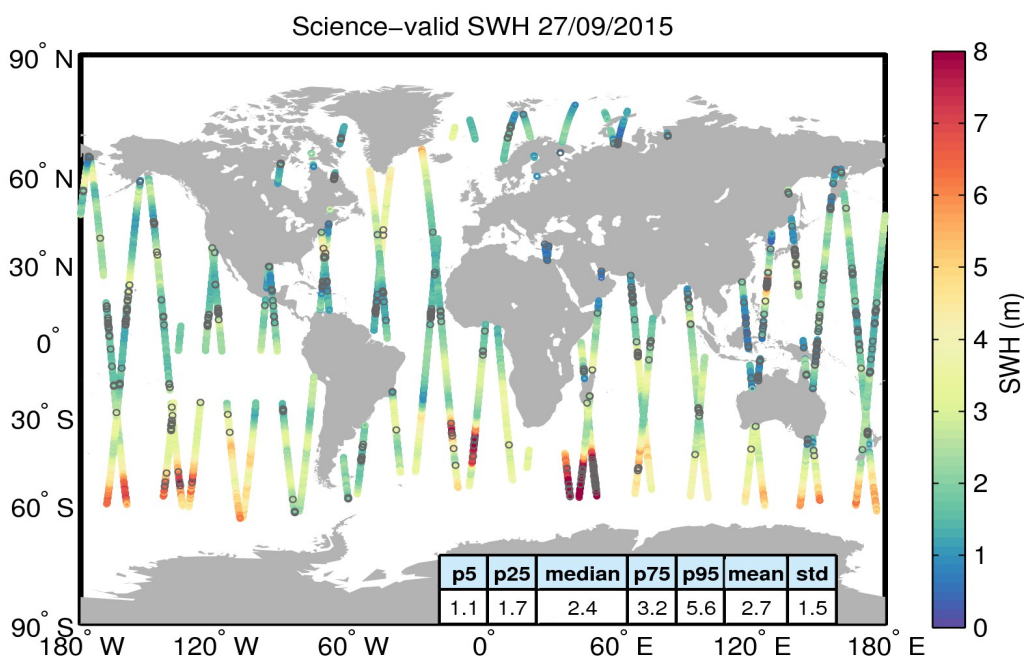 Science−valid SWH 27/09/2015
90° N
60° N
30° N
0°
30° S
60° S
90° S
180° W
120° W
60° W
0°
60° E
120° E
180° E
8
7
6
5
4
3
2
1
0
SWH (m)
p5 p25 median p75 p95 mean std
1.1 1.7 2.4 3.2 5.6 2.7 1.5